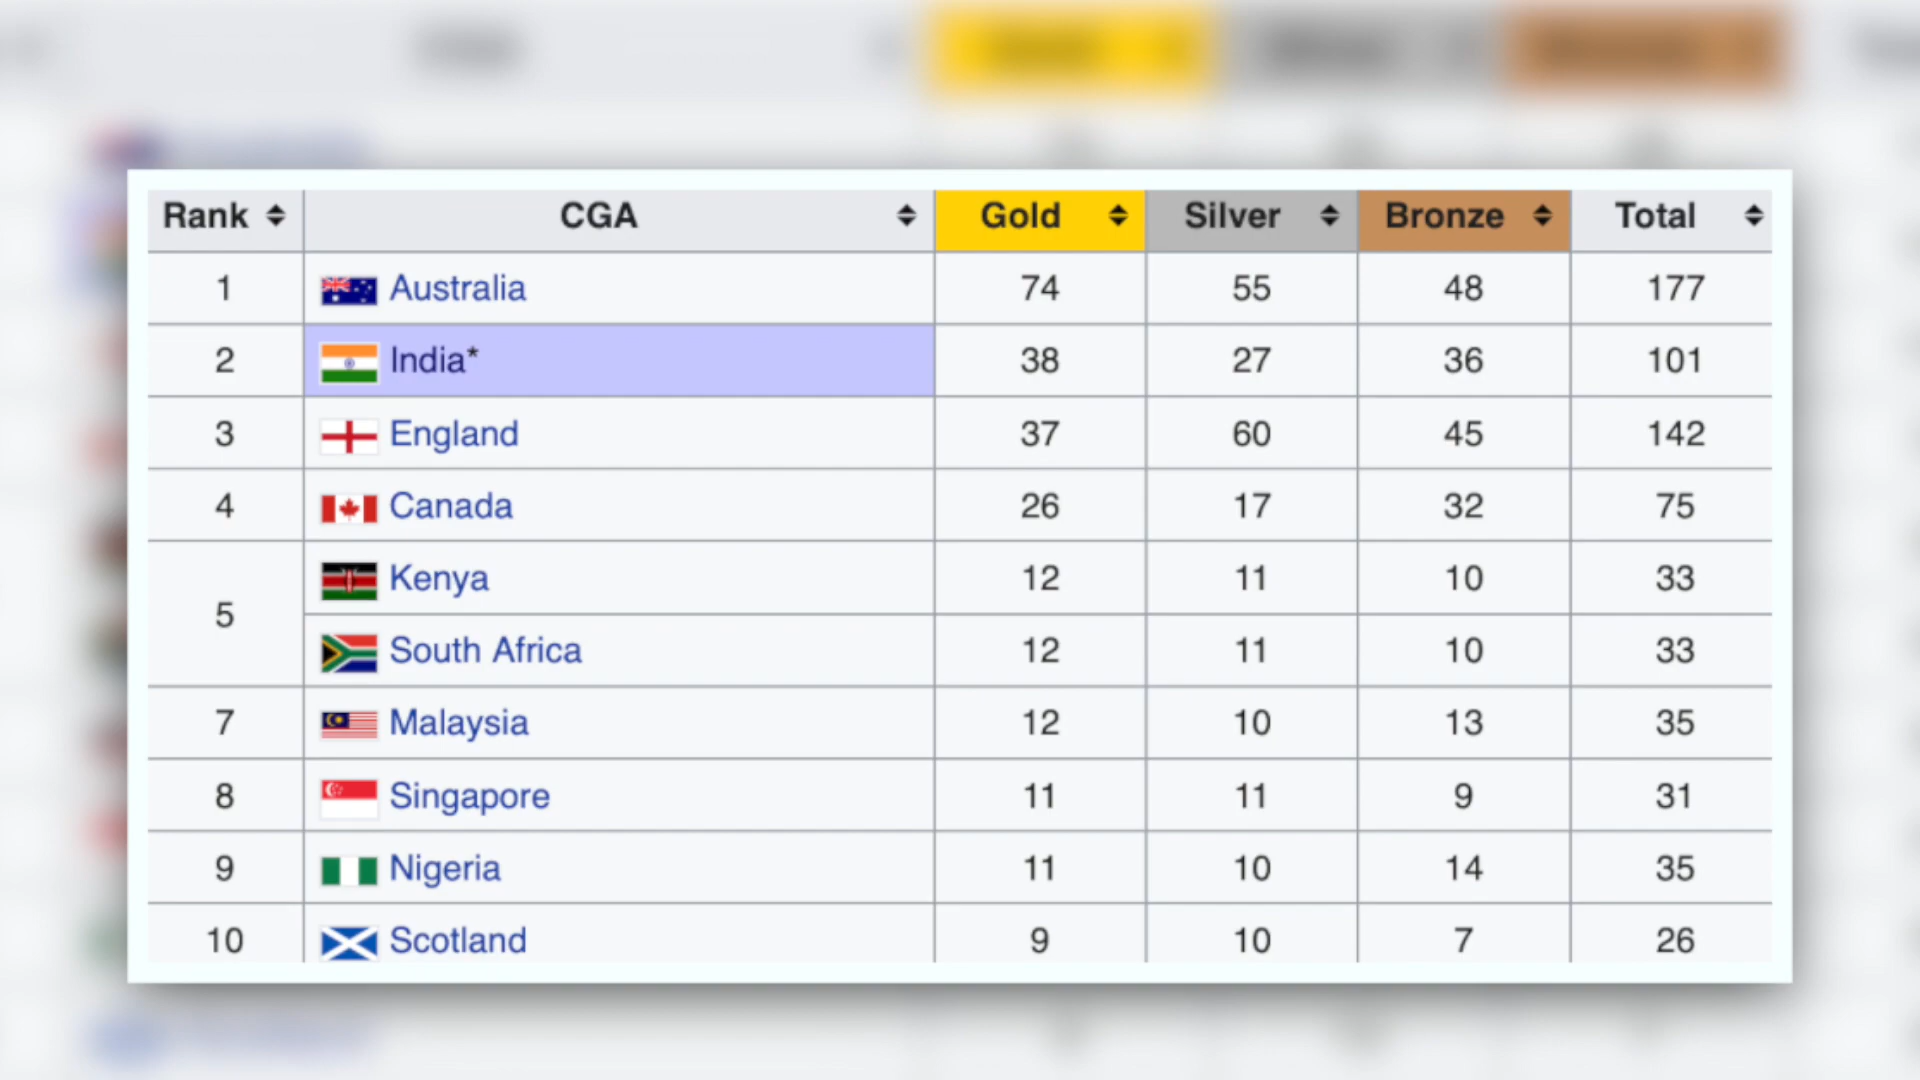 Rank CGA Gold Silver Bronze Total
1 Australia 74 55 48 177
2 India* 38 27 36 101
3 England 37 60 45 142
4 Canada 26 17 32 75
5 Kenya 12 11 10 33
South Africa 12 11 10 33
7 Malaysia 12 10 13 35
8 Singapore 11 11 9 31
9 Nigeria 11 10 14 35
10 Scotland 9 10 7 26